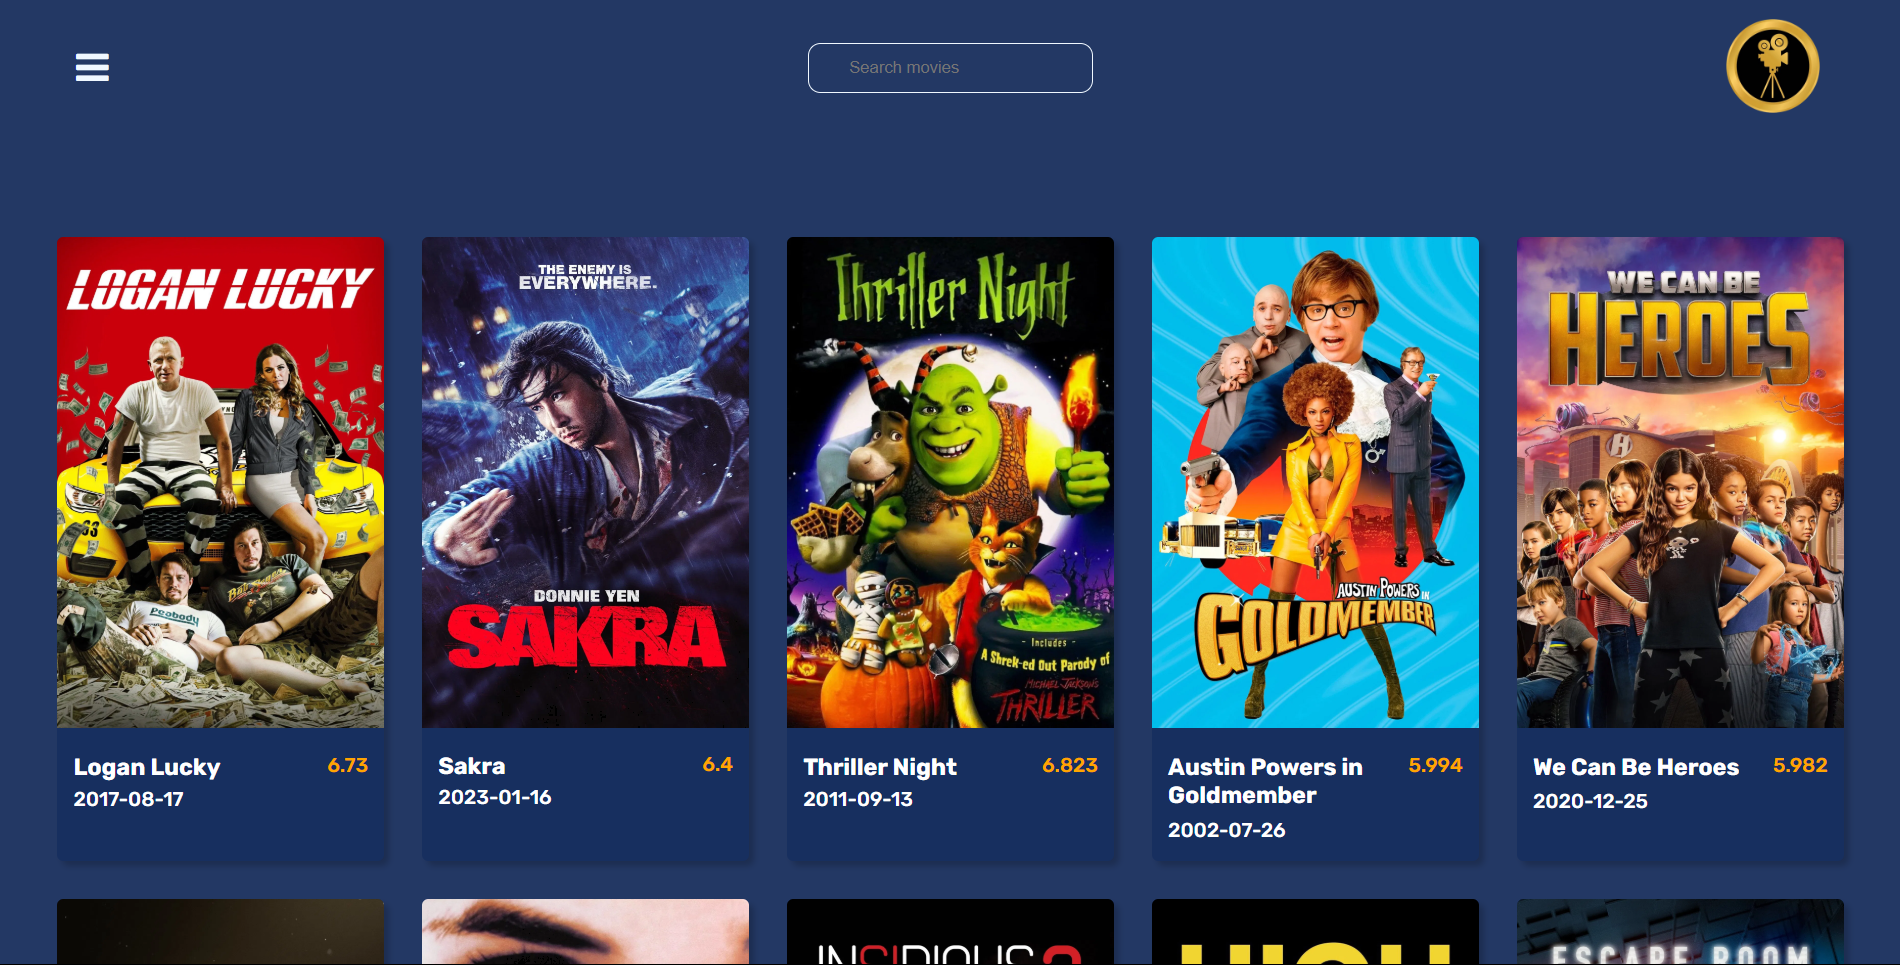 Search movies
LOGAN LUCKY
33
Peabody
THE ENEMY IS
EVERYWHERE.
DONNIE YEN
SAKRA
Thriller Night
- Includes -
A Shrek-ed Out Parody of
MICHAEL JACKSON'S
THRILLER
AUSTIN POWERS IN
GOLDMEMBER
WE CAN BE
HEROES
H
Logan Lucky
6.73
2017-08-17
Sakra
6.4
2023-01-16
Thriller Night
6.823
2011-09-13
Austin Powers in
Goldmember
5.994
2002-07-26
We Can Be Heroes
5.982
2020-12-25
INSIDIOUS
HIGH
ESCAPE ROOM